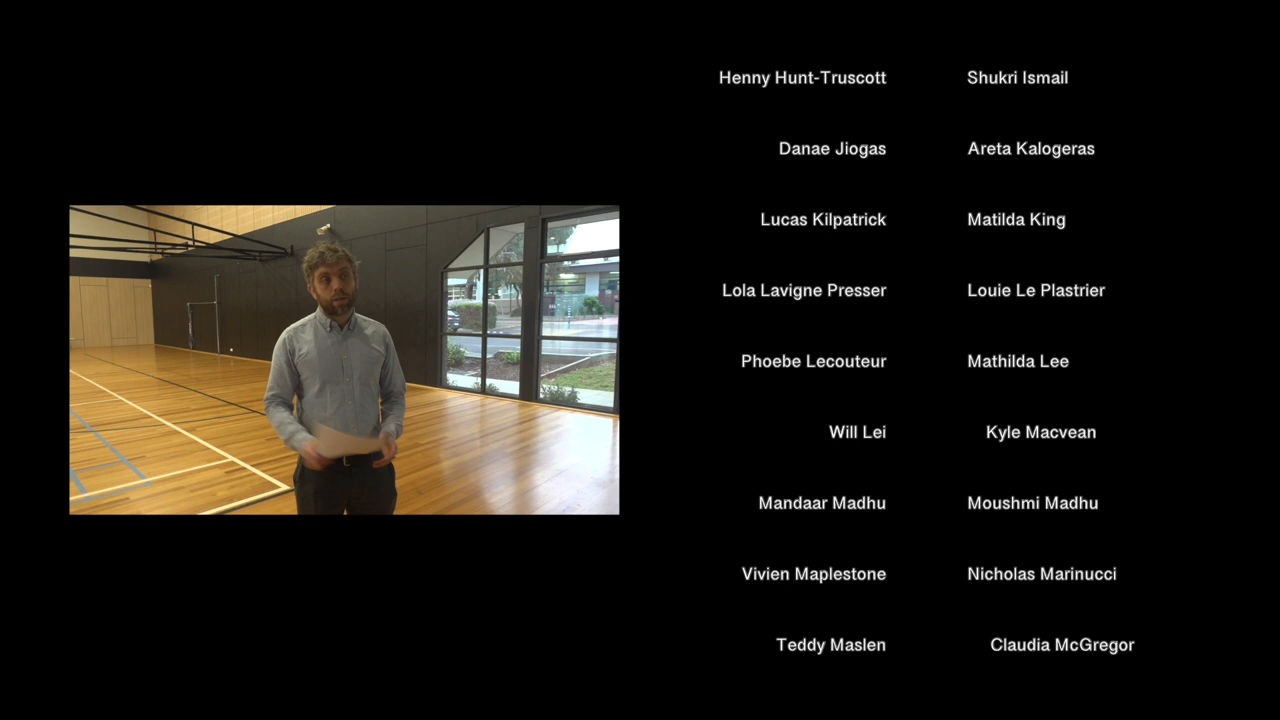 Henny Hunt-Truscott Shukri Ismail
Danae Jiogas Areta Kalogeras
Lucas Kilpatrick Matilda King
Lola Lavigne Presser Louie Le Plastrier
Phoebe Lecouteur Mathilda Lee
Will Lei Kyle Macvean
Mandaar Madhu Moushmi Madhu
Vivien Maplestone Nicholas Marinucci
Teddy Maslen Claudia McGregor